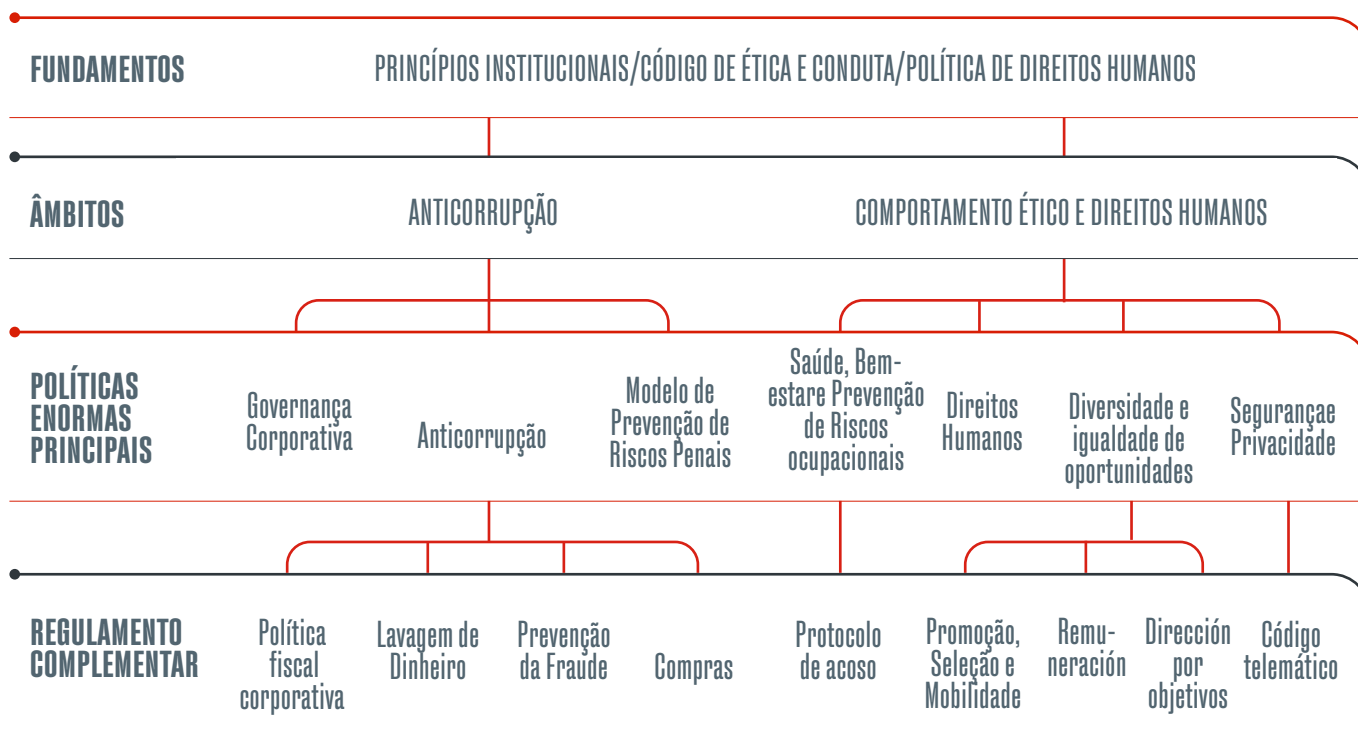 FUNDAMENTOS
PRINCÍPIOS INSTITUCIONAIS/CÓDIGO DE ÉTICA E CONDUTA/POLÍTICA DE DIREITOS HUMANOS
ÂMBITOS
ANTICORRUPÇÃO
COMPORTAMENTO ÉTICO E DIREITOS HUMANOS
POLÍTICAS
ENORMAS
PRINCIPAIS
Governança
Corporativa
Anticorrupção
Modelo de
Prevenção de
Riscos Penais
Saúde, Bem-
estare Prevenção
de Riscos
ocupacionais
Direitos
Humanos
Diversidade e
igualdade de
oportunidades
Segurançae
Privacidade
REGULAMENTO
COMPLEMENTAR
Política
fiscal
corporativa
Lavagem de
Dinheiro
Prevenção
da Fraude
Compras
Protocolo
de acoso
Promoção,
Seleção e
Mobilidade
Remu-
neración
Dirección
por
objetivos
Código
telemático